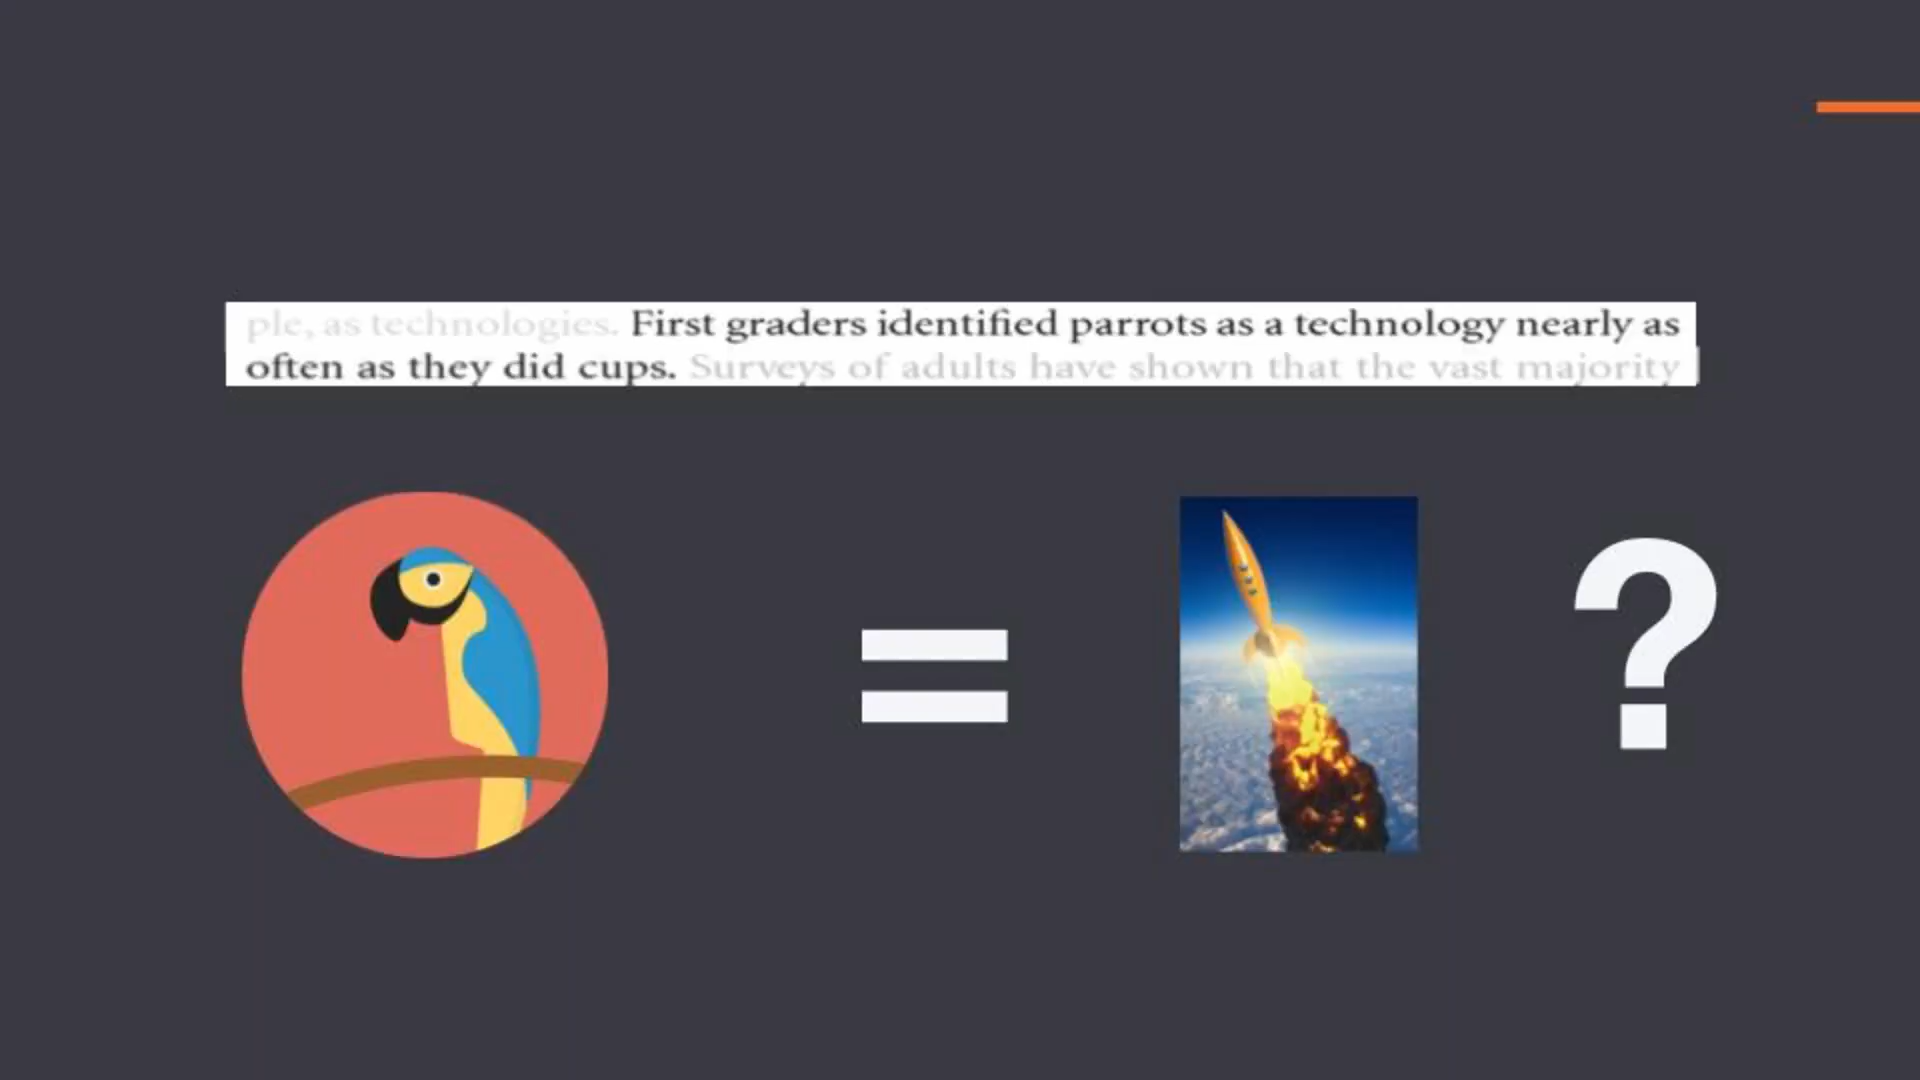 ple, as technologies. First graders identified parrots as a technology nearly as
often as they did cups. Surveys of adults have shown that the vast majority
= ?